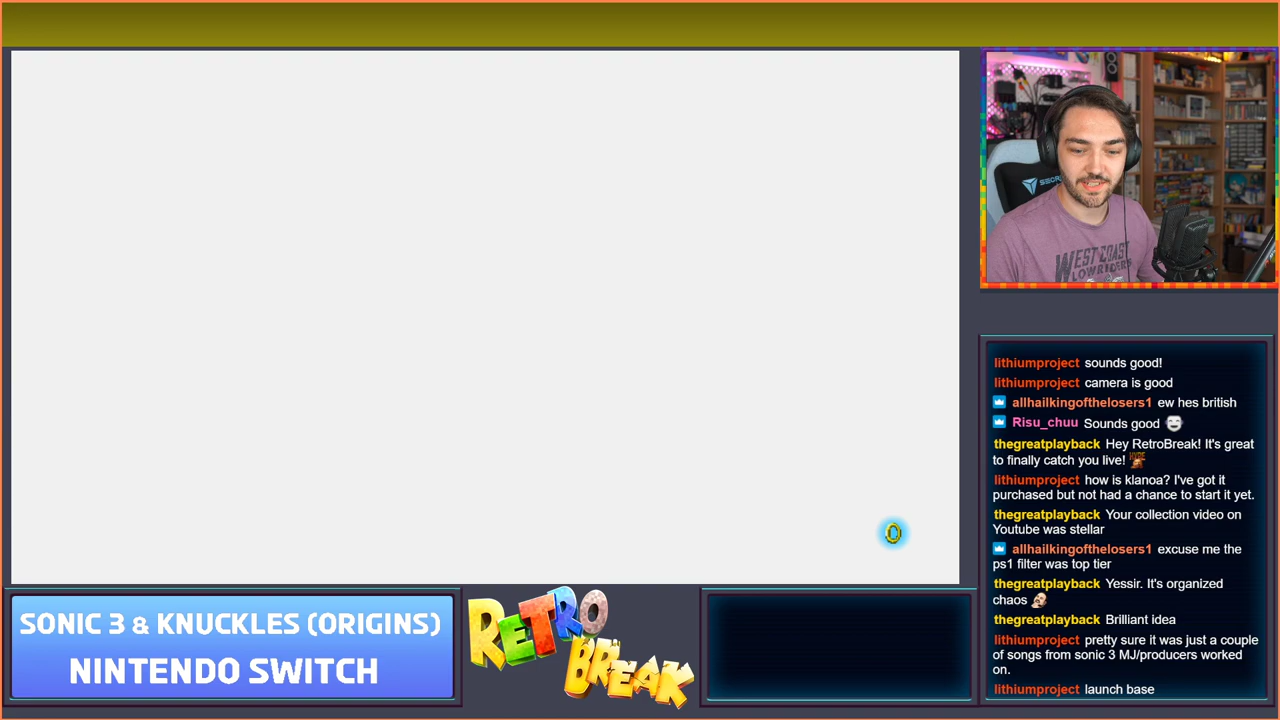 SECR
WEST COAST
LOWRIDERS
lithiumproject sounds good!
lithiumproject camera is good
allhailkingofthelosers1 ew hes british
Risu_chuu Sounds good
thegreatplayback Hey RetroBreak! It's great
to finally catch you live!
lithiumproject how is klanoa? I've got it
purchased but not had a chance to start it yet.
thegreatplayback Your collection video on
Youtube was stellar
allhailkingofthelosers1 excuse me the
ps1 filter was top tier
thegreatplayback Yessir. It's organized
chaos
thegreatplayback Brilliant idea
lithiumproject pretty sure it was just a couple
of songs from sonic 3 MJ/producers worked
on.
lithiumproject launch base
SONIC 3 & KNUCKLES (ORIGINS)
NINTENDO SWITCH
RETRO
BREAK